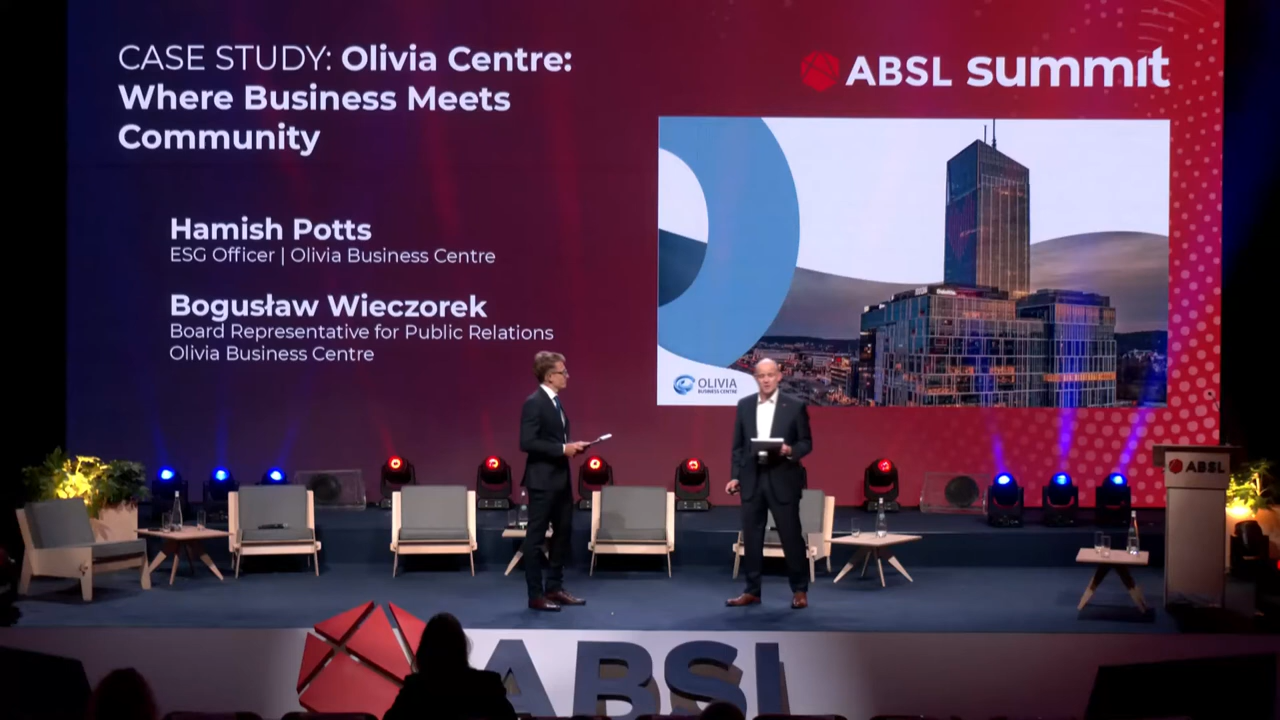 CASE STUDY: Olivia Centre:
Where Business Meets
Community
ABSL summit
Hamish Potts
ESG Officer | Olivia Business Centre
Bogusław Wieczorek
Board Representative for Public Relations
Olivia Business Centre
OLIVIA
BUSINESS CENTRE
ABSL
ABSL